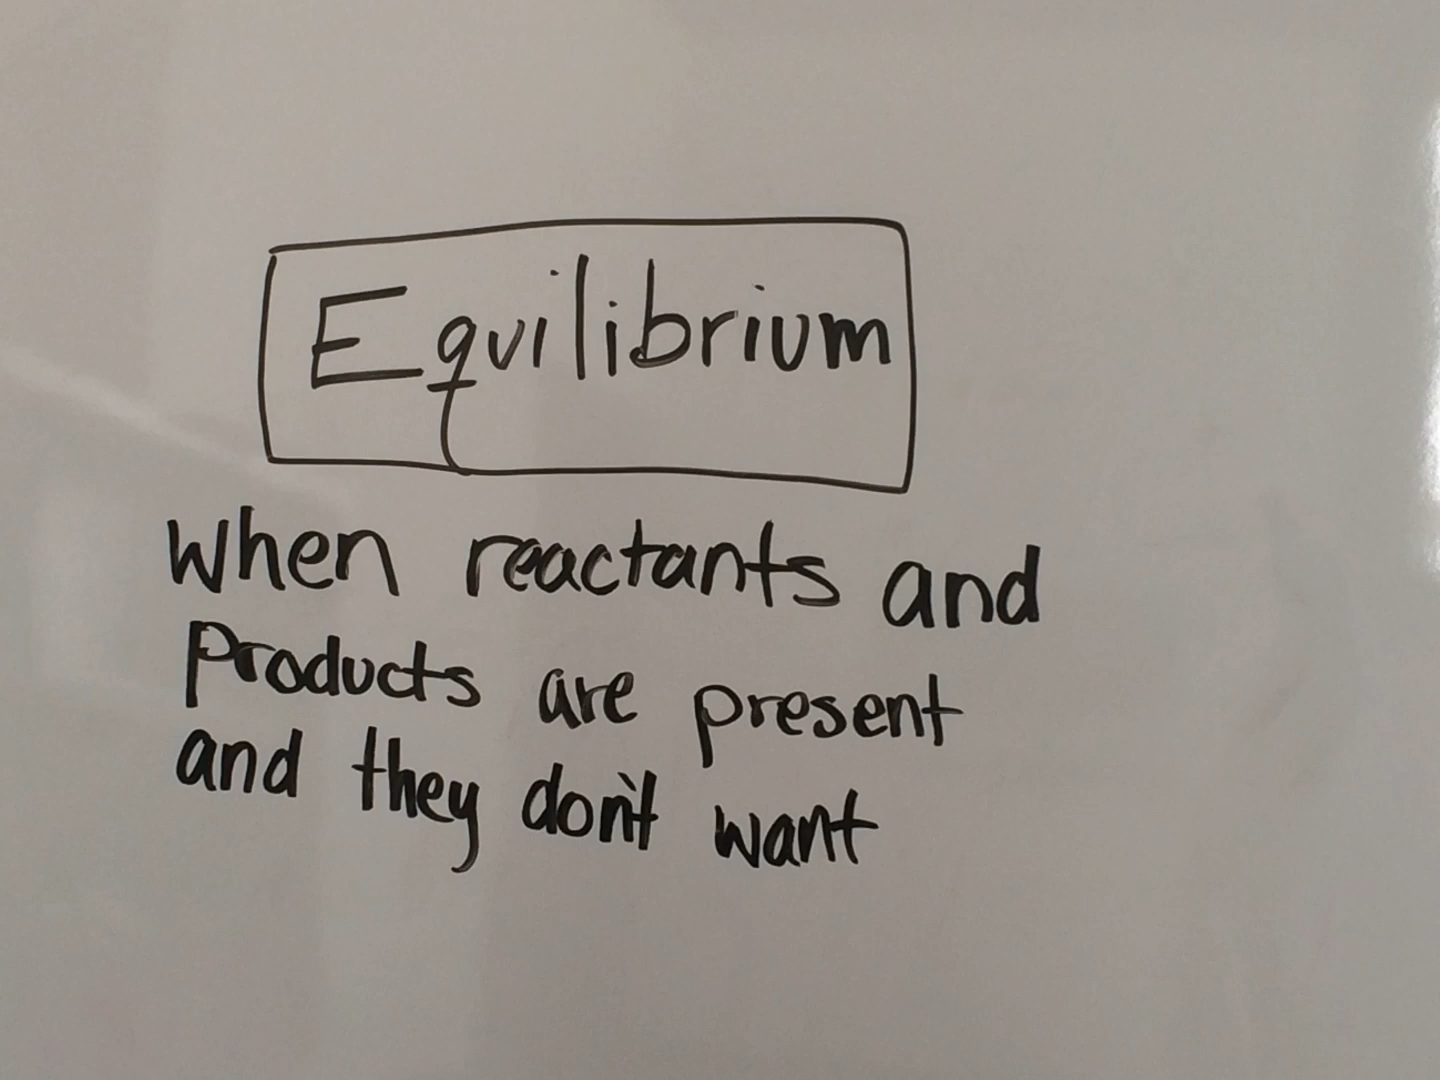 Equilibrium
when reactants and
products are present
and they don't want